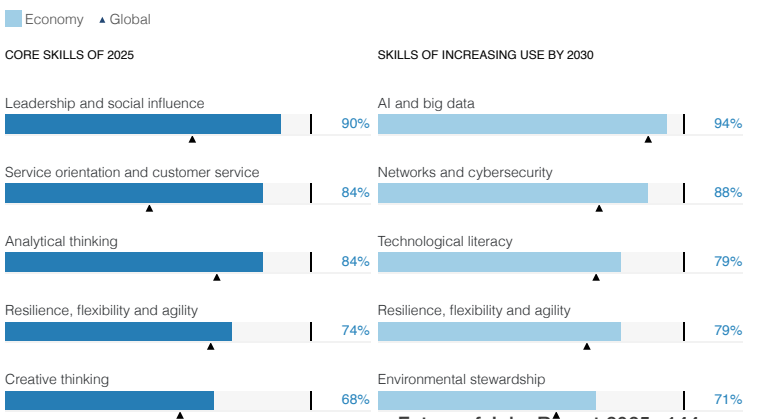 Economy Global
CORE SKILLS OF 2025
Leadership and social influence
90%
Service orientation and customer service
84%
Analytical thinking
84%
Resilience, flexibility and agility
74%
Creative thinking
68%
SKILLS OF INCREASING USE BY 2030
AI and big data
94%
Networks and cybersecurity
88%
Technological literacy
79%
Resilience, flexibility and agility
79%
Environmental stewardship
71%